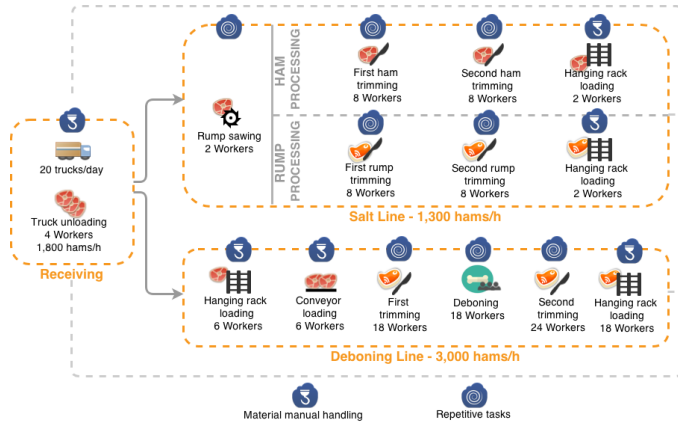 20 trucks/day
Truck unloading
4 Workers
1,800 hams/h
Receiving
Rump sawing
2 Workers
HAM
PROCESSING
First ham
trimming
8 Workers
Second ham
trimming
8 Workers
Hanging rack
loading
2 Workers
RUMP
PROCESSING
First rump
trimming
8 Workers
Second rump
trimming
8 Workers
Hanging rack
loading
2 Workers
Salt Line - 1,300 hams/h
Hanging rack
loading
6 Workers
Conveyor
loading
6 Workers
First
trimming
18 Workers
Deboning
18 Workers
Second
trimming
24 Workers
Hanging rack
loading
18 Workers
Deboning Line - 3,000 hams/h
Material manual handling
Repetitive tasks